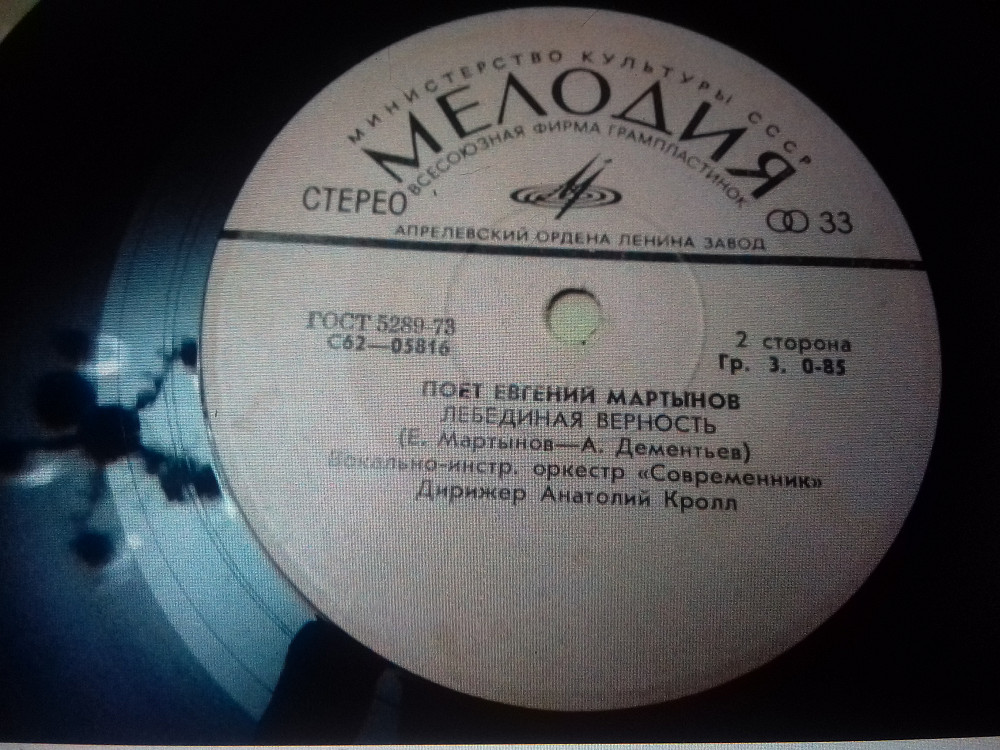 МИНИСТЕРСТВО КУЛЬТУРЫ СССР
МЕЛОДИЯ
ВСЕСОЮЗНАЯ ФИРМА ГРАМПЛАСТИНОК
СТЕРЕО
33
АПРЕЛЕВСКИЙ ОРДЕНА ЛЕНИНА ЗАВОД
ГОСТ 5289-73
С62—05816
2 сторона
Гр. 3. 0-85
ПОЕТ ЕВГЕНИЙ МАРТЫНОВ
ЛЕБЕДИНАЯ ВЕРНОСТЬ
(Е. Мартынов—А. Дементьев)
Вокально-инстр. оркестр «Современник»
Дирижер Анатолий Кролл